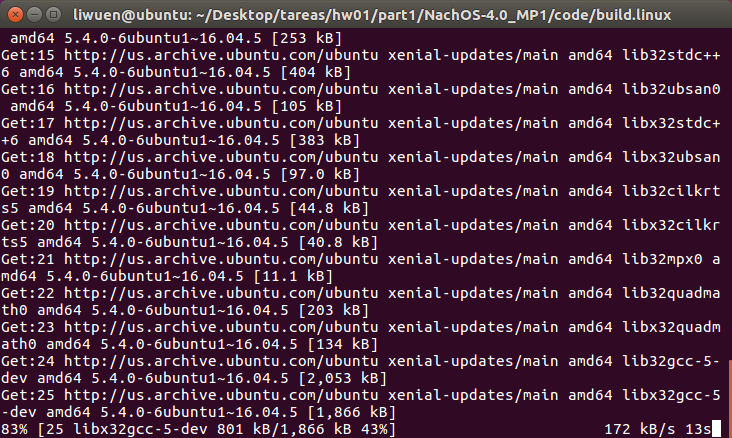 liwuen@ubuntu: ~/Desktop/tareas/hw01/part1/NachOS-4.0_MP1/code/build.linux
 amd64 5.4.0-6ubuntu1~16.04.5 [253 kB]
Get:15 http://us.archive.ubuntu.com/ubuntu xenial-updates/main amd64 lib32stdc++
6 amd64 5.4.0-6ubuntu1~16.04.5 [404 kB]
Get:16 http://us.archive.ubuntu.com/ubuntu xenial-updates/main amd64 lib32ubsan0
 amd64 5.4.0-6ubuntu1~16.04.5 [105 kB]
Get:17 http://us.archive.ubuntu.com/ubuntu xenial-updates/main amd64 libx32stdc+
+6 amd64 5.4.0-6ubuntu1~16.04.5 [383 kB]
Get:18 http://us.archive.ubuntu.com/ubuntu xenial-updates/main amd64 libx32ubsan
0 amd64 5.4.0-6ubuntu1~16.04.5 [97.0 kB]
Get:19 http://us.archive.ubuntu.com/ubuntu xenial-updates/main amd64 lib32cilkrt
s5 amd64 5.4.0-6ubuntu1~16.04.5 [44.8 kB]
Get:20 http://us.archive.ubuntu.com/ubuntu xenial-updates/main amd64 libx32cilkr
ts5 amd64 5.4.0-6ubuntu1~16.04.5 [40.8 kB]
Get:21 http://us.archive.ubuntu.com/ubuntu xenial-updates/main amd64 lib32mpx0 a
md64 5.4.0-6ubuntu1~16.04.5 [11.1 kB]
Get:22 http://us.archive.ubuntu.com/ubuntu xenial-updates/main amd64 lib32quadma
th0 amd64 5.4.0-6ubuntu1~16.04.5 [203 kB]
Get:23 http://us.archive.ubuntu.com/ubuntu xenial-updates/main amd64 libx32quadm
ath0 amd64 5.4.0-6ubuntu1~16.04.5 [134 kB]
Get:24 http://us.archive.ubuntu.com/ubuntu xenial-updates/main amd64 lib32gcc-5-
dev amd64 5.4.0-6ubuntu1~16.04.5 [2,053 kB]
Get:25 http://us.archive.ubuntu.com/ubuntu xenial-updates/main amd64 libx32gcc-5
-dev amd64 5.4.0-6ubuntu1~16.04.5 [1,866 kB]
83% [25 libx32gcc-5-dev 801 kB/1,866 kB 43%] 172 kB/s 13s